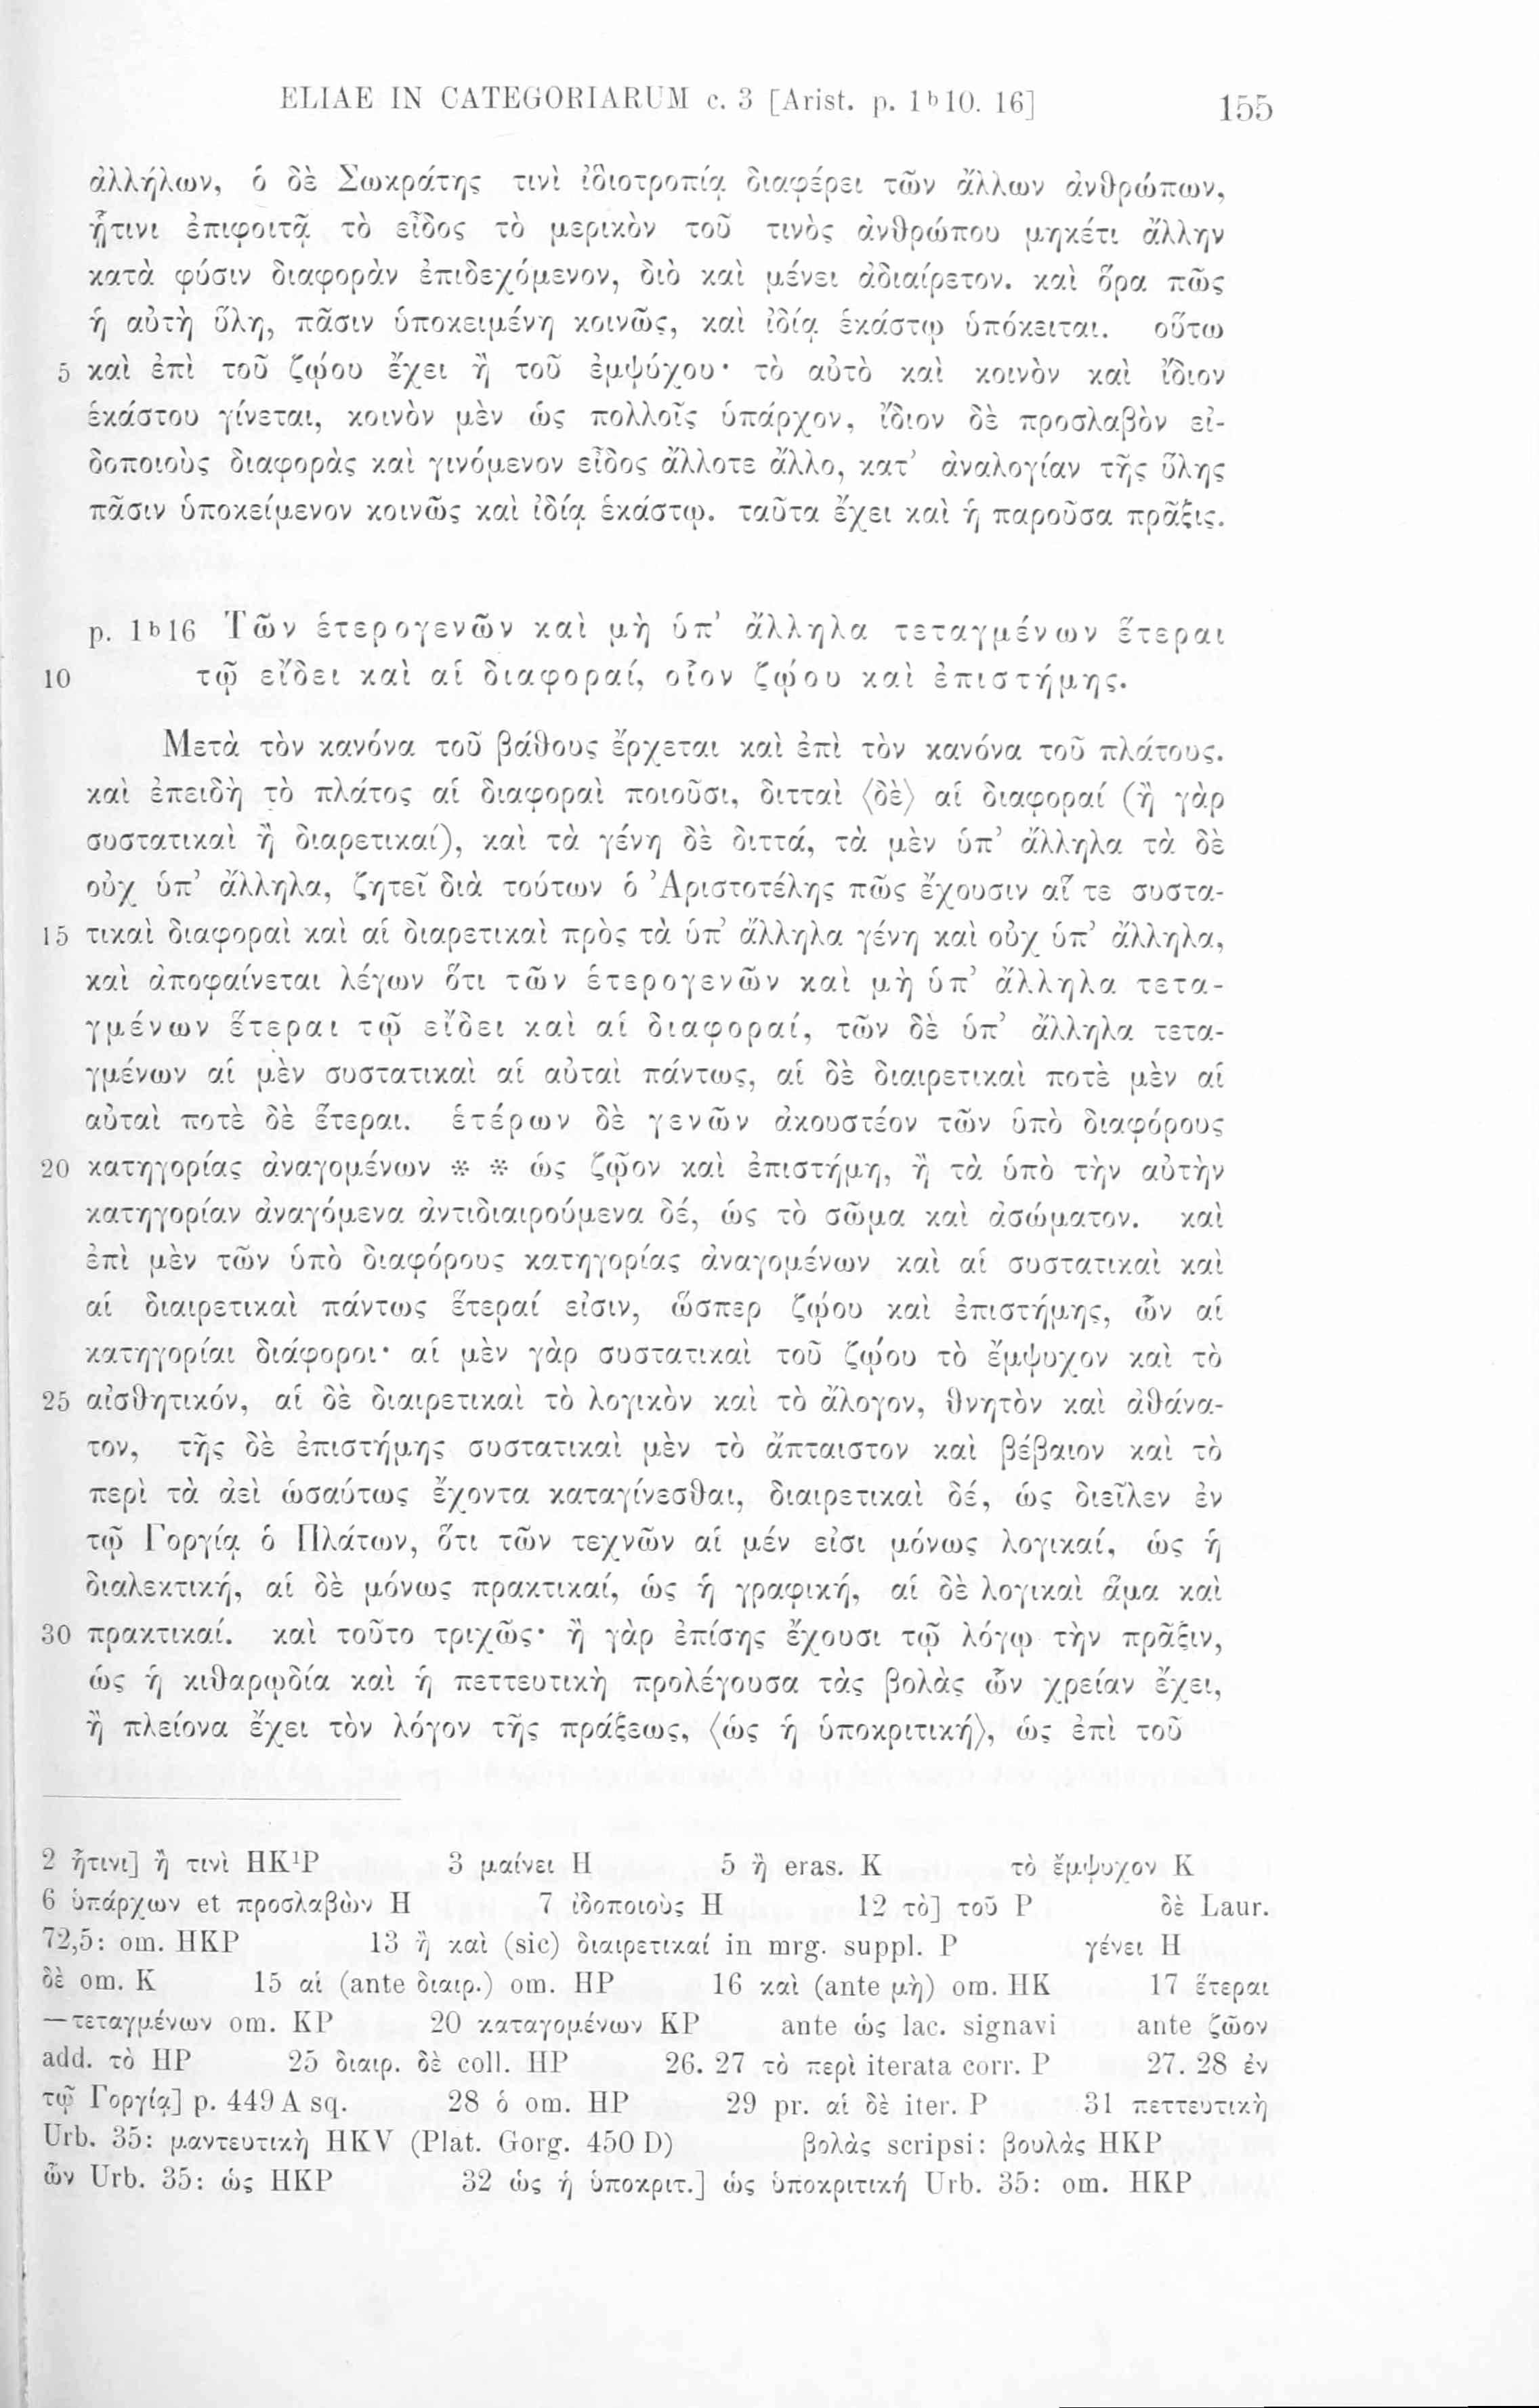 ELIAE IN CATEGORIARUM c. 3 [Arist. p. 1b10. 16] 155
ἀλλήλων, ὁ δὲ Σωκράτης τινὶ ἰδιοτροπίᾳ διαφέρει τῶν ἄλλων ἀνθρώπων,
ᾗτινι ἐπιφοιτᾷ τὸ εἶδος τὸ μερικὸν τοῦ τινὸς ἀνθρώπου μηκέτι ἄλλην
κατὰ φύσιν διαφορὰν ἐπιδεχόμενον, διὸ καὶ μένει ἀδιαίρετον. καὶ ὅρα πῶς
ἡ αὐτὴ ὕλη, πᾶσιν ὑποκειμένη κοινῶς, καὶ ἰδίᾳ ἑκάστῳ ὑπόκειται. οὕτω
5 καὶ ἐπὶ τοῦ ζῴου ἔχει ἢ τοῦ ἐμψύχου· τὸ αὐτὸ καὶ κοινὸν καὶ ἴδιον
ἑκάστου γίνεται, κοινὸν μὲν ὡς πολλοῖς ὑπάρχον, ἴδιον δὲ προσλαβὸν εἰ-
δοποιοὺς διαφορὰς καὶ γινόμενον εἶδος ἄλλοτε ἄλλο, κατ’ ἀναλογίαν τῆς ὕλης
πᾶσιν ὑποκείμενον κοινῶς καὶ ἰδίᾳ ἑκάστῳ. ταῦτα ἔχει καὶ ἡ παροῦσα πρᾶξις.
p. 1b16 Τῶν ἑτερογενῶν καὶ μὴ ὑπ’ ἄλληλα τεταγμένων ἕτεραι
10 τῷ εἴδει καὶ αἱ διαφοραί, οἷον ζῴου καὶ ἐπιστήμης.
Μετὰ τὸν κανόνα τοῦ βάθους ἔρχεται καὶ ἐπὶ τὸν κανόνα τοῦ πλάτους.
καὶ ἐπειδὴ τὸ πλάτος αἱ διαφοραὶ ποιοῦσι, διτταὶ ⟨δὲ⟩ αἱ διαφοραί (ἢ γὰρ
συστατικαὶ ἢ διαρετικαί), καὶ τὰ γένη δὲ διττά, τὰ μὲν ὑπ’ ἄλληλα τὰ δὲ
οὐχ ὑπ’ ἄλληλα, ζητεῖ διὰ τούτων ὁ Ἀριστοτέλης πῶς ἔχουσιν αἵ τε συστα-
15 τικαὶ διαφοραὶ καὶ αἱ διαρετικαὶ πρὸς τὰ ὑπ’ ἄλληλα γένη καὶ οὐχ ὑπ’ ἄλληλα,
καὶ ἀποφαίνεται λέγων ὅτι τῶν ἑτερογενῶν καὶ μὴ ὑπ’ ἄλληλα τετα-
γμένων ἕτεραι τῷ εἴδει καὶ αἱ διαφοραί, τῶν δὲ ὑπ’ ἄλληλα τετα-
γμένων αἱ μὲν συστατικαὶ αἱ αὐταὶ πάντως, αἱ δὲ διαιρετικαὶ ποτὲ μὲν αἱ
αὐταὶ ποτὲ δὲ ἕτεραι. ἑτέρων δὲ γενῶν ἀκουστέον τῶν ὑπὸ διαφόρους
20 κατηγορίας ἀναγομένων * * ὡς ζῷον καὶ ἐπιστήμη, ἢ τὰ ὑπὸ τὴν αὐτὴν
κατηγορίαν ἀναγόμενα ἀντιδιαιρούμενα δέ, ὡς τὸ σῶμα καὶ ἀσώματον. καὶ
ἐπὶ μὲν τῶν ὑπὸ διαφόρους κατηγορίας ἀναγομένων καὶ αἱ συστατικαὶ καὶ
αἱ διαιρετικαὶ πάντως ἕτεραί εἰσιν, ὥσπερ ζῴου καὶ ἐπιστήμης, ὧν αἱ
κατηγορίαι διάφοροι· αἱ μὲν γὰρ συστατικαὶ τοῦ ζῴου τὸ ἔμψυχον καὶ τὸ
25 αἰσθητικόν, αἱ δὲ διαιρετικαὶ τὸ λογικὸν καὶ τὸ ἄλογον, θνητὸν καὶ ἀθάνα-
τον, τῆς δὲ ἐπιστήμης συστατικαὶ μὲν τὸ ἄπταιστον καὶ βέβαιον καὶ τὸ
περὶ τὰ ἀεὶ ὡσαύτως ἔχοντα καταγίνεσθαι, διαιρετικαὶ δέ, ὡς διεῖλεν ἐν
τῷ Γοργίᾳ ὁ Πλάτων, ὅτι τῶν τεχνῶν αἱ μέν εἰσι μόνως λογικαί, ὡς ἡ
διαλεκτική, αἱ δὲ μόνως πρακτικαί, ὡς ἡ γραφική, αἱ δὲ λογικαὶ ἅμα καὶ
30 πρακτικαί. καὶ τοῦτο τριχῶς· ἢ γὰρ ἐπίσης ἔχουσι τῷ λόγῳ τὴν πρᾶξιν,
ὡς ἡ κιθαρῳδία καὶ ἡ πεττευτικὴ προλέγουσα τὰς βολὰς ὧν χρείαν ἔχει,
ἢ πλείονα ἔχει τὸν λόγον τῆς πράξεως, ⟨ὡς ἡ ὑποκριτική⟩, ὡς ἐπὶ τοῦ
2 ᾗτινι] ἢ τινὶ HK¹P 3 μαίνει H 5 ἢ eras. K τὸ ἔμψυχον K
6 ὑπάρχων et προσλαβὼν H 7 ἰδοποιοὺς H 12 τὸ] τοῦ P δὲ Laur.
72,5: om. HKP 13 ἢ καὶ (sic) διαιρετικαί in mrg. suppl. P γένει H
δὲ om. K 15 αἱ (ante διαιρ.) om. HP 16 καὶ (ante μὴ) om. HK 17 ἕτεραι
—τεταγμένων om. KP 20 καταγομένων KP ante ὡς lac. signavi ante ζῶον
add. τὸ HP 25 διαιρ. δὲ coll. HP 26. 27 τὸ περὶ iterata corr. P 27. 28 ἐν
τῷ Γοργίᾳ] p. 449 A sq. 28 ὁ om. HP 29 pr. αἱ δὲ iter. P 31 πεττευτικὴ
Urb. 35: μαντευτικὴ HKV (Plat. Gorg. 450 D) βολὰς scripsi: βουλὰς HKP
ὧν Urb. 35: ὡς HKP 32 ὡς ἡ ὑποκριτ.] ὡς ὑποκριτική Urb. 35: om. HKP